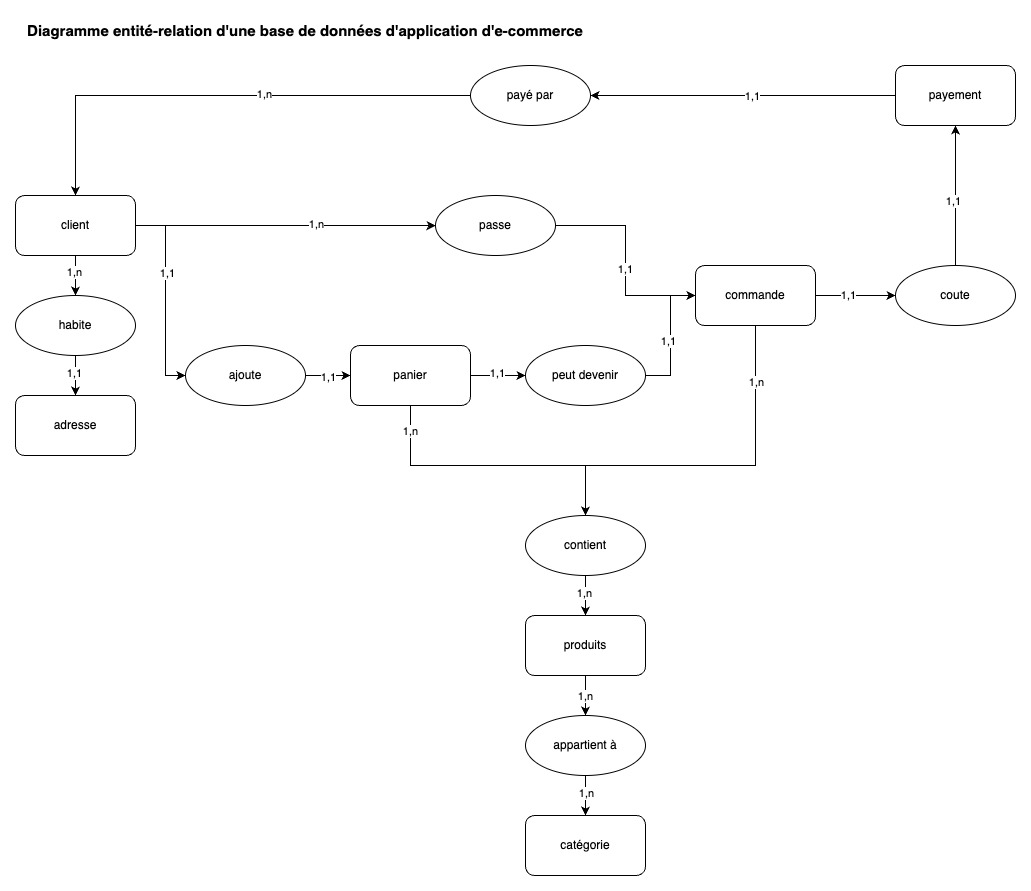 Diagramme entité-relation d'une base de données d'application d'e-commerce
payé par
payement
1,n
1,1
client
passe
1,n
1,1
1,n
1,1
1,1
habite
commande
coute
1,1
1,1
1,1
ajoute
panier
peut devenir
1,1
1,1
adresse
1,n
1,n
contient
1,n
produits
1,n
appartient à
1,n
catégorie